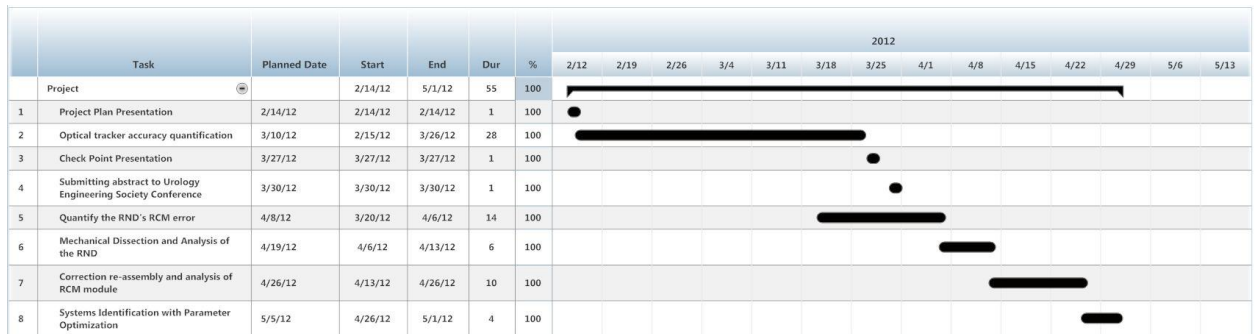 2012
Task Planned Date Start End Dur % 2/12 2/19 2/26 3/4 3/11 3/18 3/25 4/1 4/8 4/15 4/22 4/29 5/6 5/13
Project 2/14/12 5/1/12 55 100
1 Project Plan Presentation 2/14/12 2/14/12 2/14/12 1 100
2 Optical tracker accuracy quantification 3/10/12 2/15/12 3/26/12 28 100
3 Check Point Presentation 3/27/12 3/27/12 3/27/12 1 100
4 Submitting abstract to Urology
Engineering Society Conference 3/30/12 3/30/12 3/30/12 1 100
5 Quantify the RND's RCM error 4/8/12 3/20/12 4/6/12 14 100
6 Mechanical Dissection and Analysis of
the RND 4/19/12 4/6/12 4/13/12 6 100
7 Correction re-assembly and analysis of
RCM module 4/26/12 4/13/12 4/26/12 10 100
8 Systems Identification with Parameter
Optimization 5/5/12 4/26/12 5/1/12 4 100